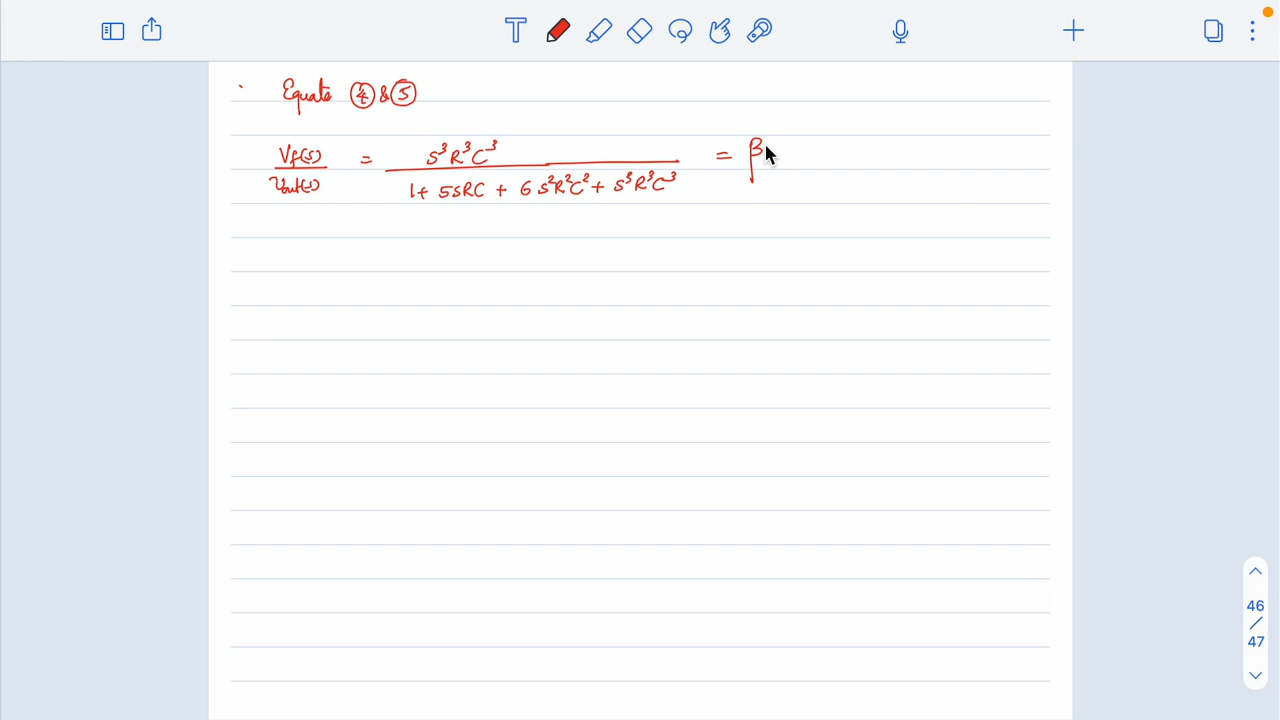 Equate ④ & ⑤
Vf(s) / Vout(s) = s³R³C³ / 1 + 5sRC + 6s²R²C² + s³R³C³ = β
46
/
47